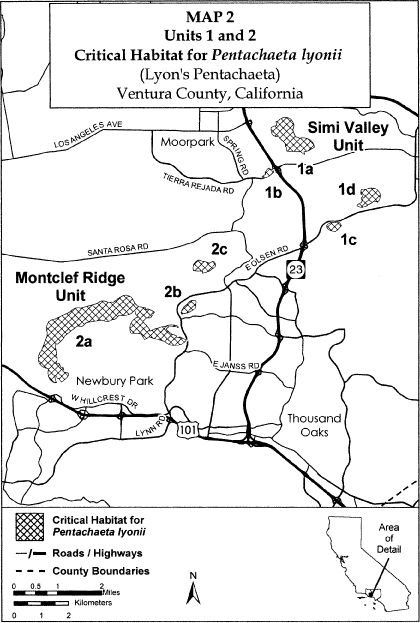 MAP 2
Units 1 and 2
Critical Habitat for Pentachaeta lyonii
(Lyon's Pentachaeta)
Ventura County, California
LOS ANGELES AVE
Moorpark
SPRING RD
Simi Valley
Unit
1a
TIERRA REJADA RD
1b
1d
1c
SANTA ROSA RD
2c
E OLSEN RD
23
Montclef Ridge
Unit
2b
2a
E JANSS RD
Newbury Park
W HILLCREST DR
Thousand
Oaks
LYNN RD
101
Critical Habitat for
Pentachaeta lyonii
Roads / Highways
County Boundaries
0 0.5 1 2
Miles
Kilometers
0 1 2
N
Area
of
Detail